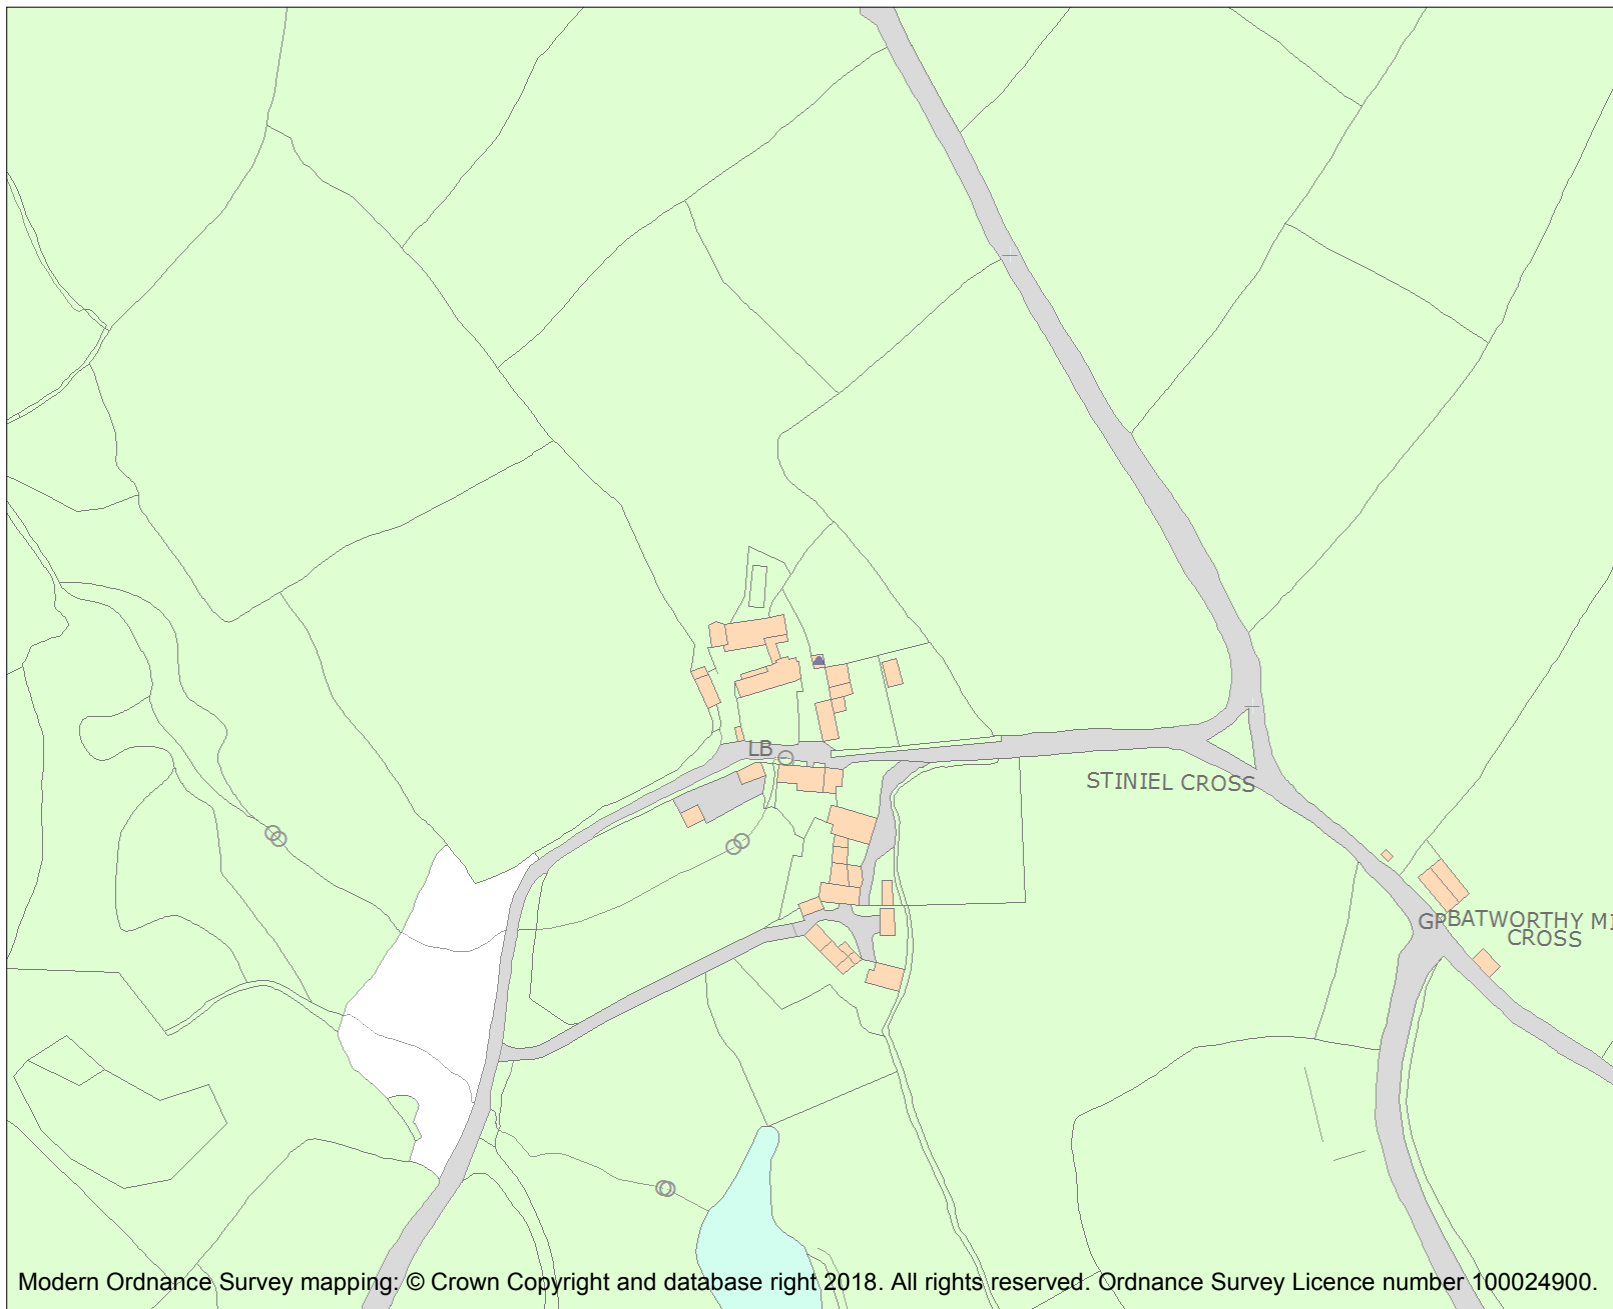 LB
STINIEL CROSS
GP
BATWORTHY MI
CROSS
Modern Ordnance Survey mapping: © Crown Copyright and database right 2018. All rights reserved. Ordnance Survey Licence number 100024900.